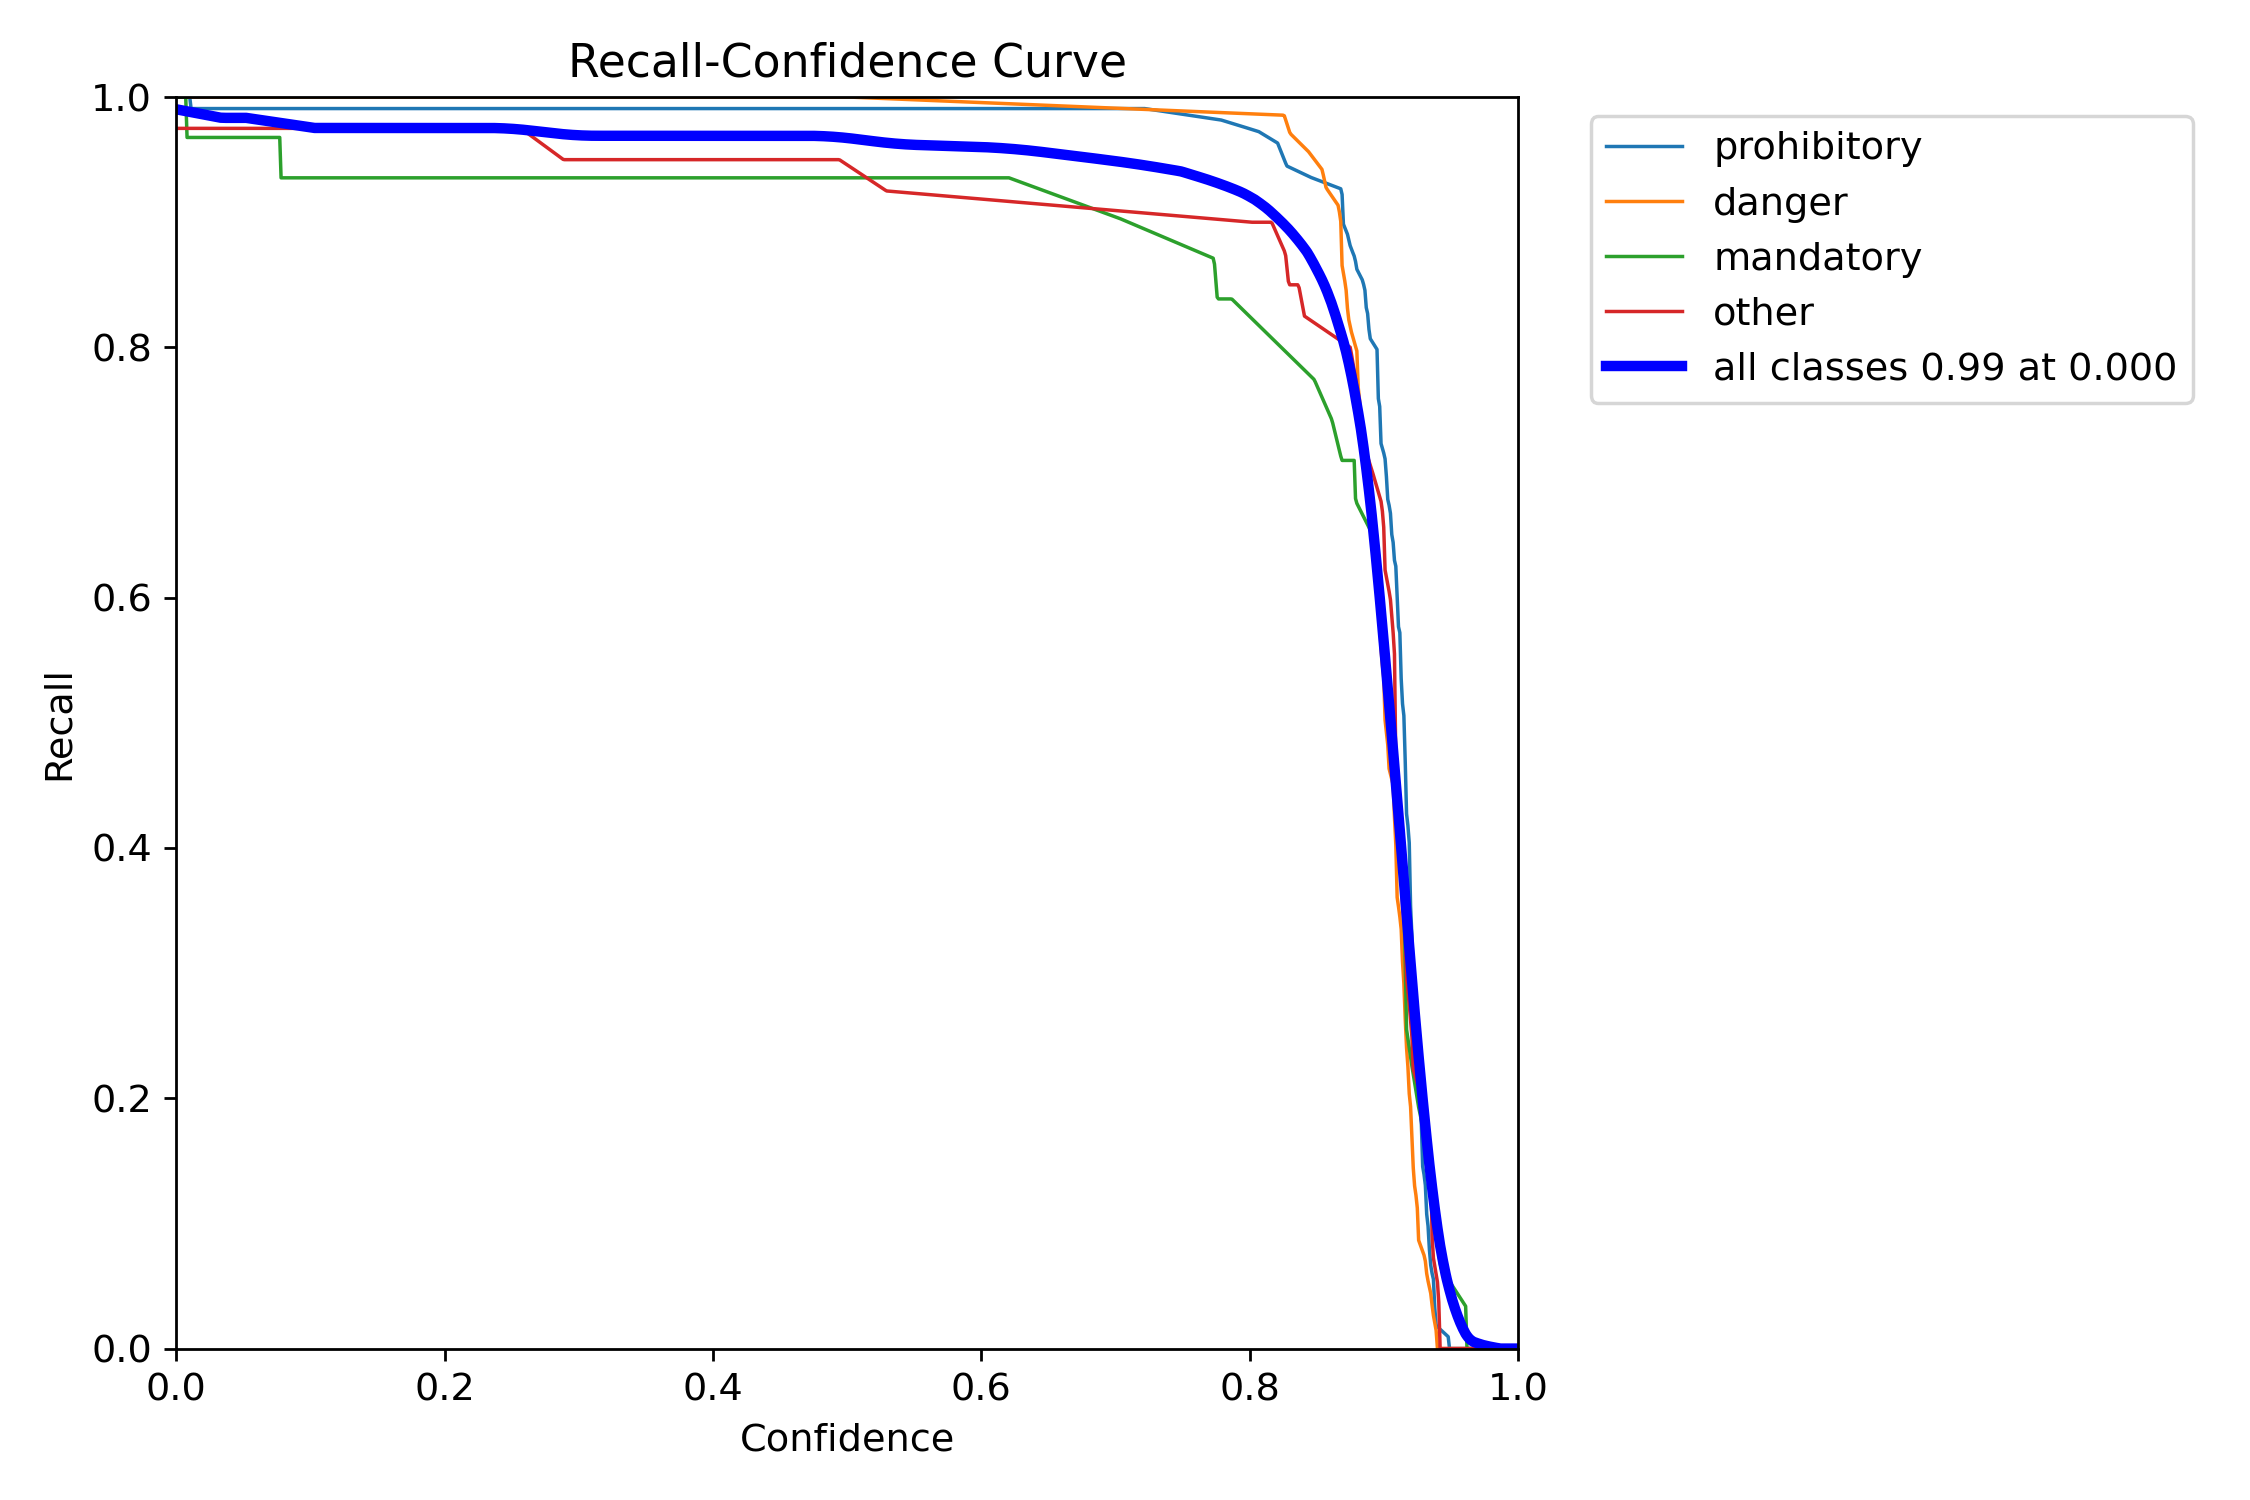 Recall-Confidence Curve
1.0
0.8
0.6
0.4
0.2
0.0
Recall
0.0 0.2 0.4 0.6 0.8 1.0
Confidence
prohibitory
danger
mandatory
other
all classes 0.99 at 0.000